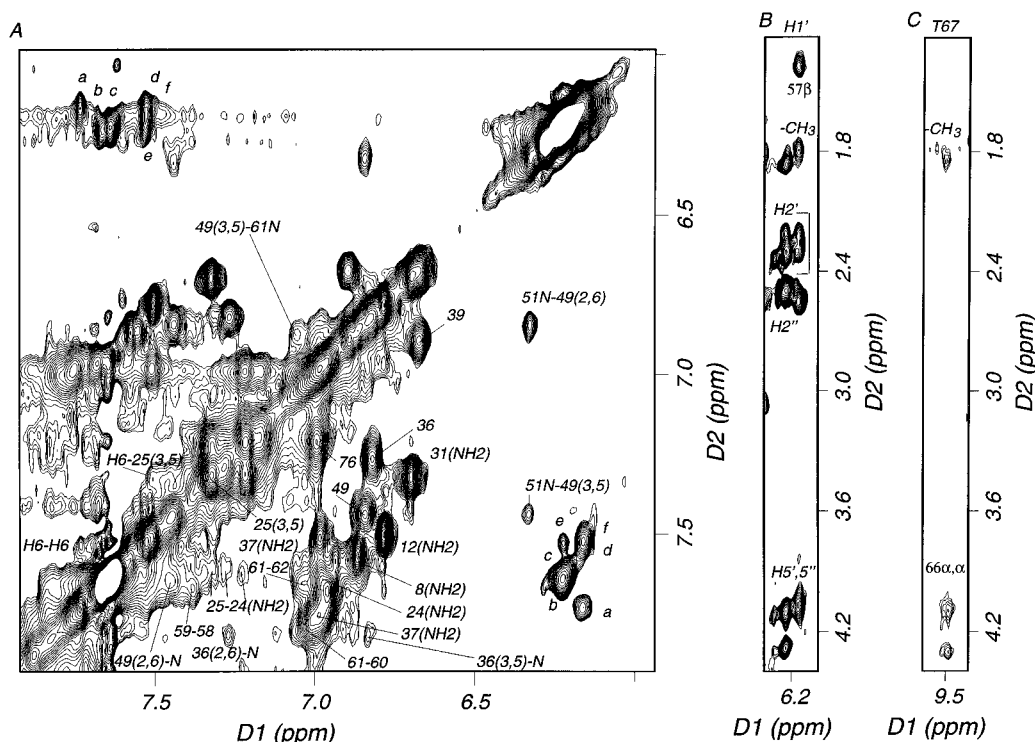 A
a
b
c
d
f
e
49(3,5)-61N
51N-49(2,6)
39
36
31(NH2)
76
H6-25(3,5)
49
51N-49(3,5)
25(3,5)
37(NH2)
61-62
H6-H6
12(NH2)
8(NH2)
24(NH2)
37(NH2)
25-24(NH2)
59-58
36(2,6)-N
49(2,6)-N
61-60
36(3,5)-N
e
f
c
d
b
a
6.5
7.0
7.5
D2 (ppm)
7.5
7.0
6.5
D1 (ppm)
B
H1'
57β
-CH3
H2'
H2''
H5',5''
1.8
2.4
3.0
3.6
4.2
D2 (ppm)
6.2
D1 (ppm)
C
T67
-CH3
66α,α
1.8
2.4
3.0
3.6
4.2
D2 (ppm)
9.5
D1 (ppm)